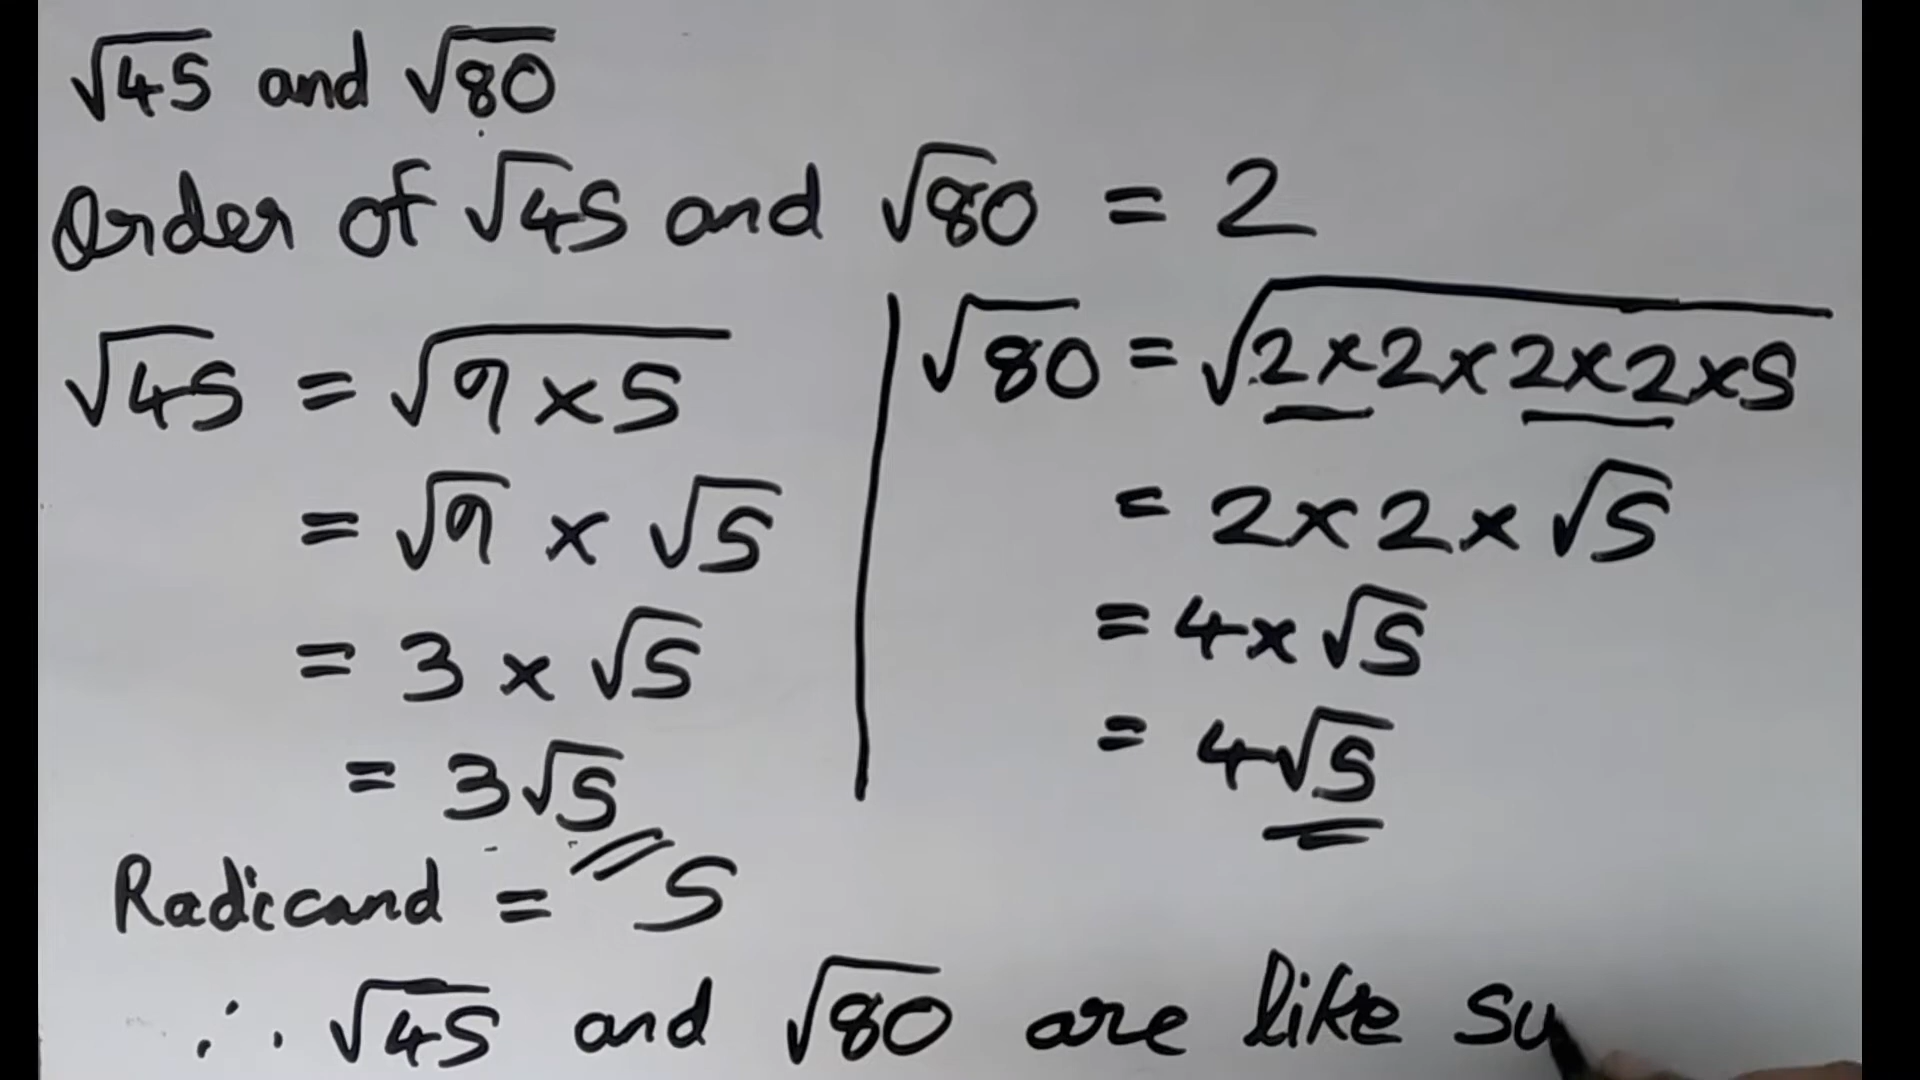 √45 and √80
Order of √45 and √80 = 2
√45 = √9 × 5
= √9 × √5
= 3 × √5
= 3√5
√80 = √2 × 2 × 2 × 2 × 5
= 2 × 2 × √5
= 4 × √5
= 4√5
Radicand = 5
∴ √45 and √80 are like su